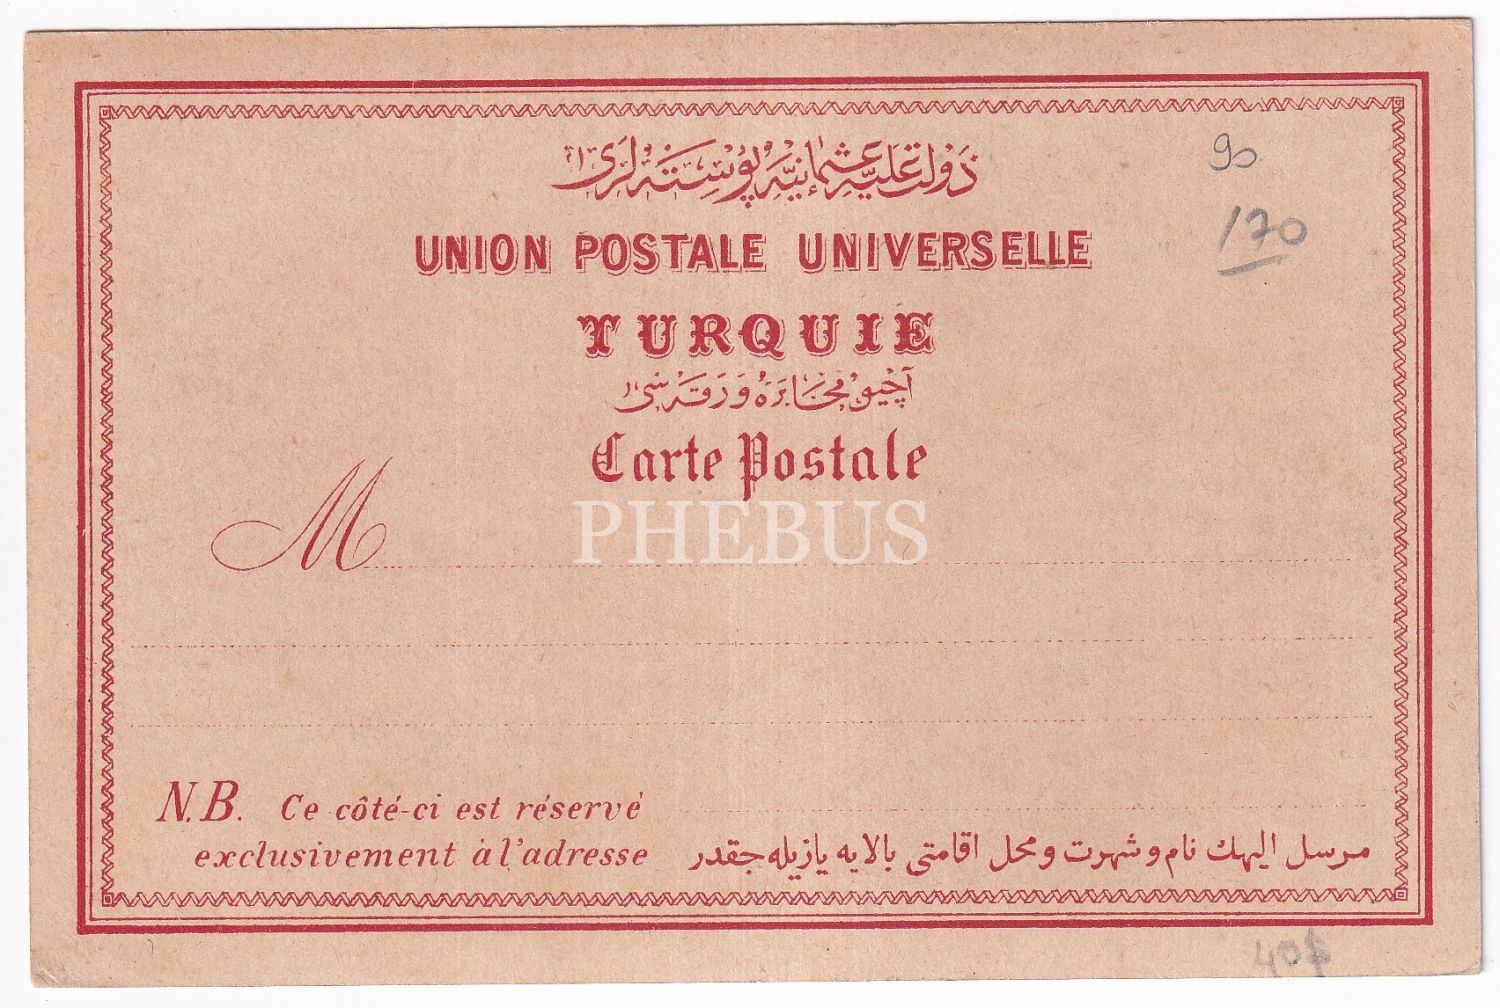 دولت علیهٔ عثمانیه پوسته‌لری
90
UNION POSTALE UNIVERSELLE
170
TURQUIE
آچیق مخابره ورقه‌سی
Carte Postale
PHEBUS
M
N.B. Ce côté-ci est réservé
exclusivement à l'adresse
مرسل الیهك نام و شهرت و محل اقامتی بالایه یازیله‌جقدر
40$